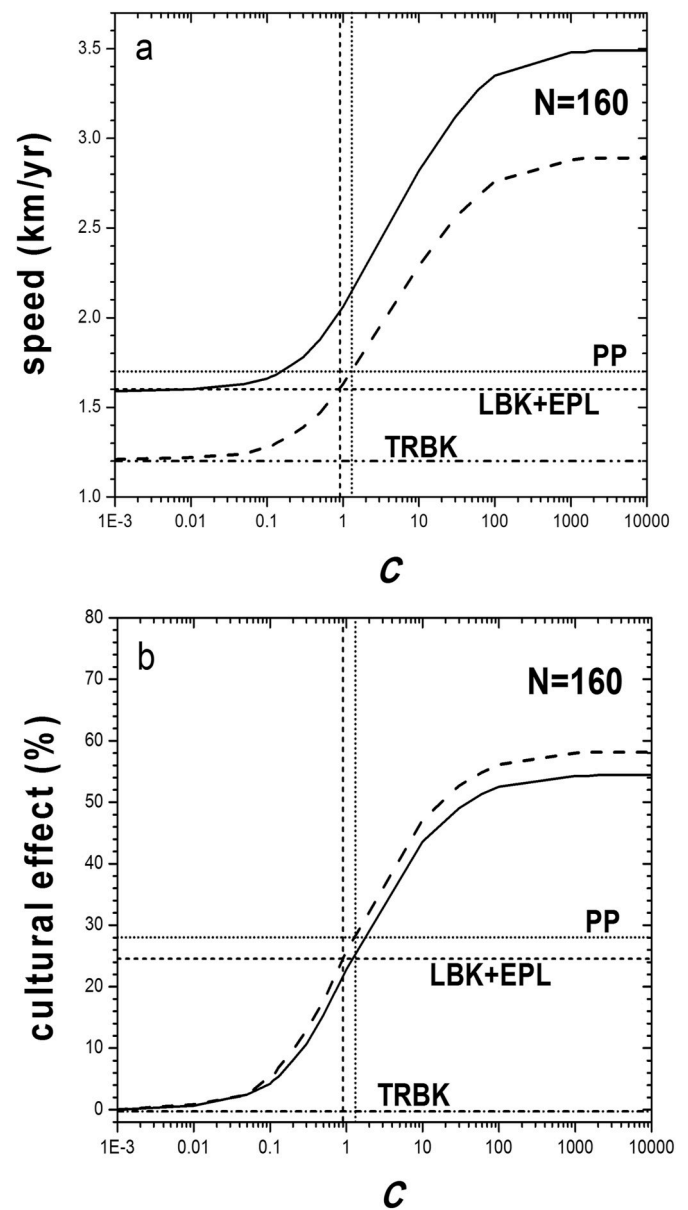 a
N=160
speed (km/yr)
3.5
3.0
2.5
2.0
1.5
1.0
PP
LBK+EPL
TRBK
1E-3 0.01 0.1 1 10 100 1000 10000
C
b
N=160
cultural effect (%)
80
70
60
50
40
30
20
10
0
PP
LBK+EPL
TRBK
1E-3 0.01 0.1 1 10 100 1000 10000
C